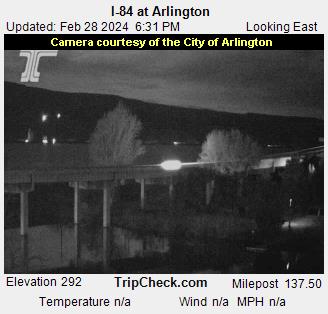 I-84 at Arlington
Updated: Feb 28 2024 6:31 PM Looking East
Camera courtesy of the City of Arlington
Elevation 292 TripCheck.com Milepost 137.50
Temperature n/a Wind n/a MPH n/a